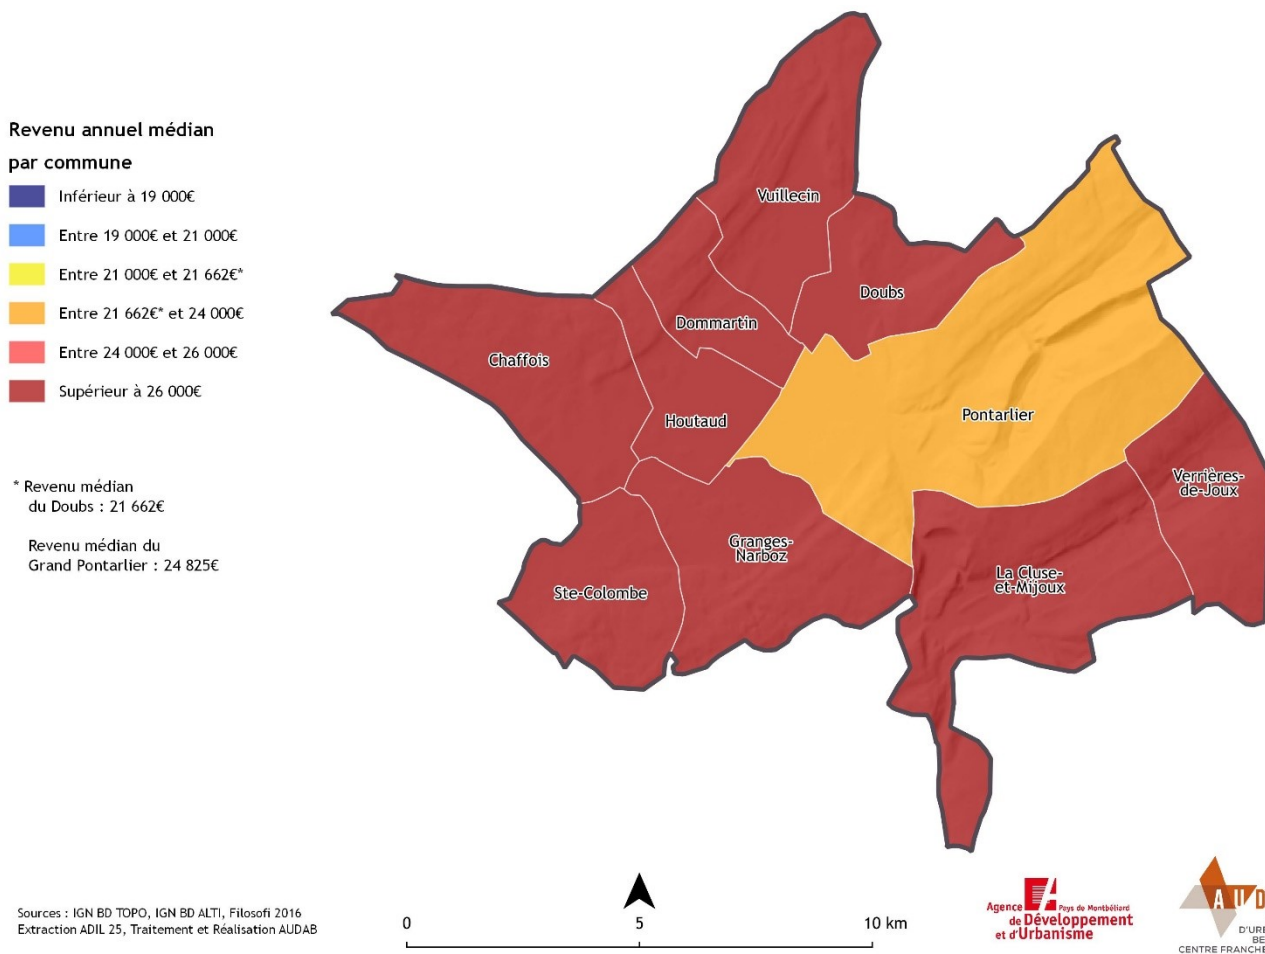 Revenu annuel médian
par commune
Inférieur à 19 000€
Entre 19 000€ et 21 000€
Entre 21 000€ et 21 662€*
Entre 21 662€* et 24 000€
Entre 24 000€ et 26 000€
Supérieur à 26 000€
* Revenu médian
du Doubs : 21 662€
Revenu médian du
Grand Pontarlier : 24 825€
Vuillecin
Doubs
Dommartin
Chaffois
Houtaud
Pontarlier
Verrières-
de-Joux
Granges-
Narboz
La Cluse-
et-Mijoux
Ste-Colombe
Sources : IGN BD TOPO, IGN BD ALTI, Filosofi 2016
Extraction ADIL 25, Traitement et Réalisation AUDAB
0 5 10 km
Agence Pays de Montbéliard
de Développement
et d'Urbanisme
AUD
D'URB
BE
CENTRE FRANCHE